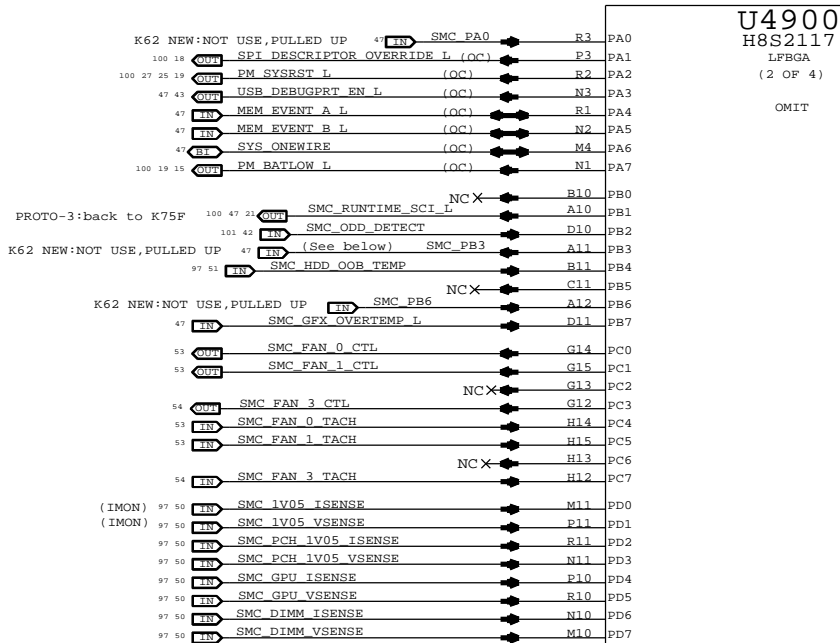 U4900
H8S2117
LFBGA
(2 OF 4)
OMIT
K62 NEW:NOT USE,PULLED UP 47 IN SMC_PA0 R3 PA0
100 18 OUT SPI_DESCRIPTOR_OVERRIDE_L (OC) P3 PA1
100 27 25 19 OUT PM_SYSRST_L (OC) R2 PA2
47 43 OUT USB_DEBUGPRT_EN_L (OC) N3 PA3
47 IN MEM_EVENT_A_L (OC) R1 PA4
47 IN MEM_EVENT_B_L (OC) N2 PA5
47 BI SYS_ONEWIRE (OC) M4 PA6
100 19 15 OUT PM_BATLOW_L (OC) N1 PA7
NC B10 PB0
PROTO-3:back to K75F 100 47 21 OUT SMC_RUNTIME_SCI_L A10 PB1
101 42 IN SMC_ODD_DETECT D10 PB2
K62 NEW:NOT USE,PULLED UP 47 IN (See below) SMC_PB3 A11 PB3
97 51 IN SMC_HDD_OOB_TEMP B11 PB4
NC C11 PB5
K62 NEW:NOT USE,PULLED UP IN SMC_PB6 A12 PB6
47 IN SMC_GFX_OVERTEMP_L D11 PB7
53 OUT SMC_FAN_0_CTL G14 PC0
53 OUT SMC_FAN_1_CTL G15 PC1
NC G13 PC2
54 OUT SMC_FAN_3_CTL G12 PC3
53 IN SMC_FAN_0_TACH H14 PC4
53 IN SMC_FAN_1_TACH H15 PC5
NC H13 PC6
54 IN SMC_FAN_3_TACH H12 PC7
(IMON) 97 50 IN SMC_1V05_ISENSE M11 PD0
(IMON) 97 50 IN SMC_1V05_VSENSE P11 PD1
97 50 IN SMC_PCH_1V05_ISENSE R11 PD2
97 50 IN SMC_PCH_1V05_VSENSE N11 PD3
97 50 IN SMC_GPU_ISENSE P10 PD4
97 50 IN SMC_GPU_VSENSE R10 PD5
97 50 IN SMC_DIMM_ISENSE N10 PD6
97 50 IN SMC_DIMM_VSENSE M10 PD7